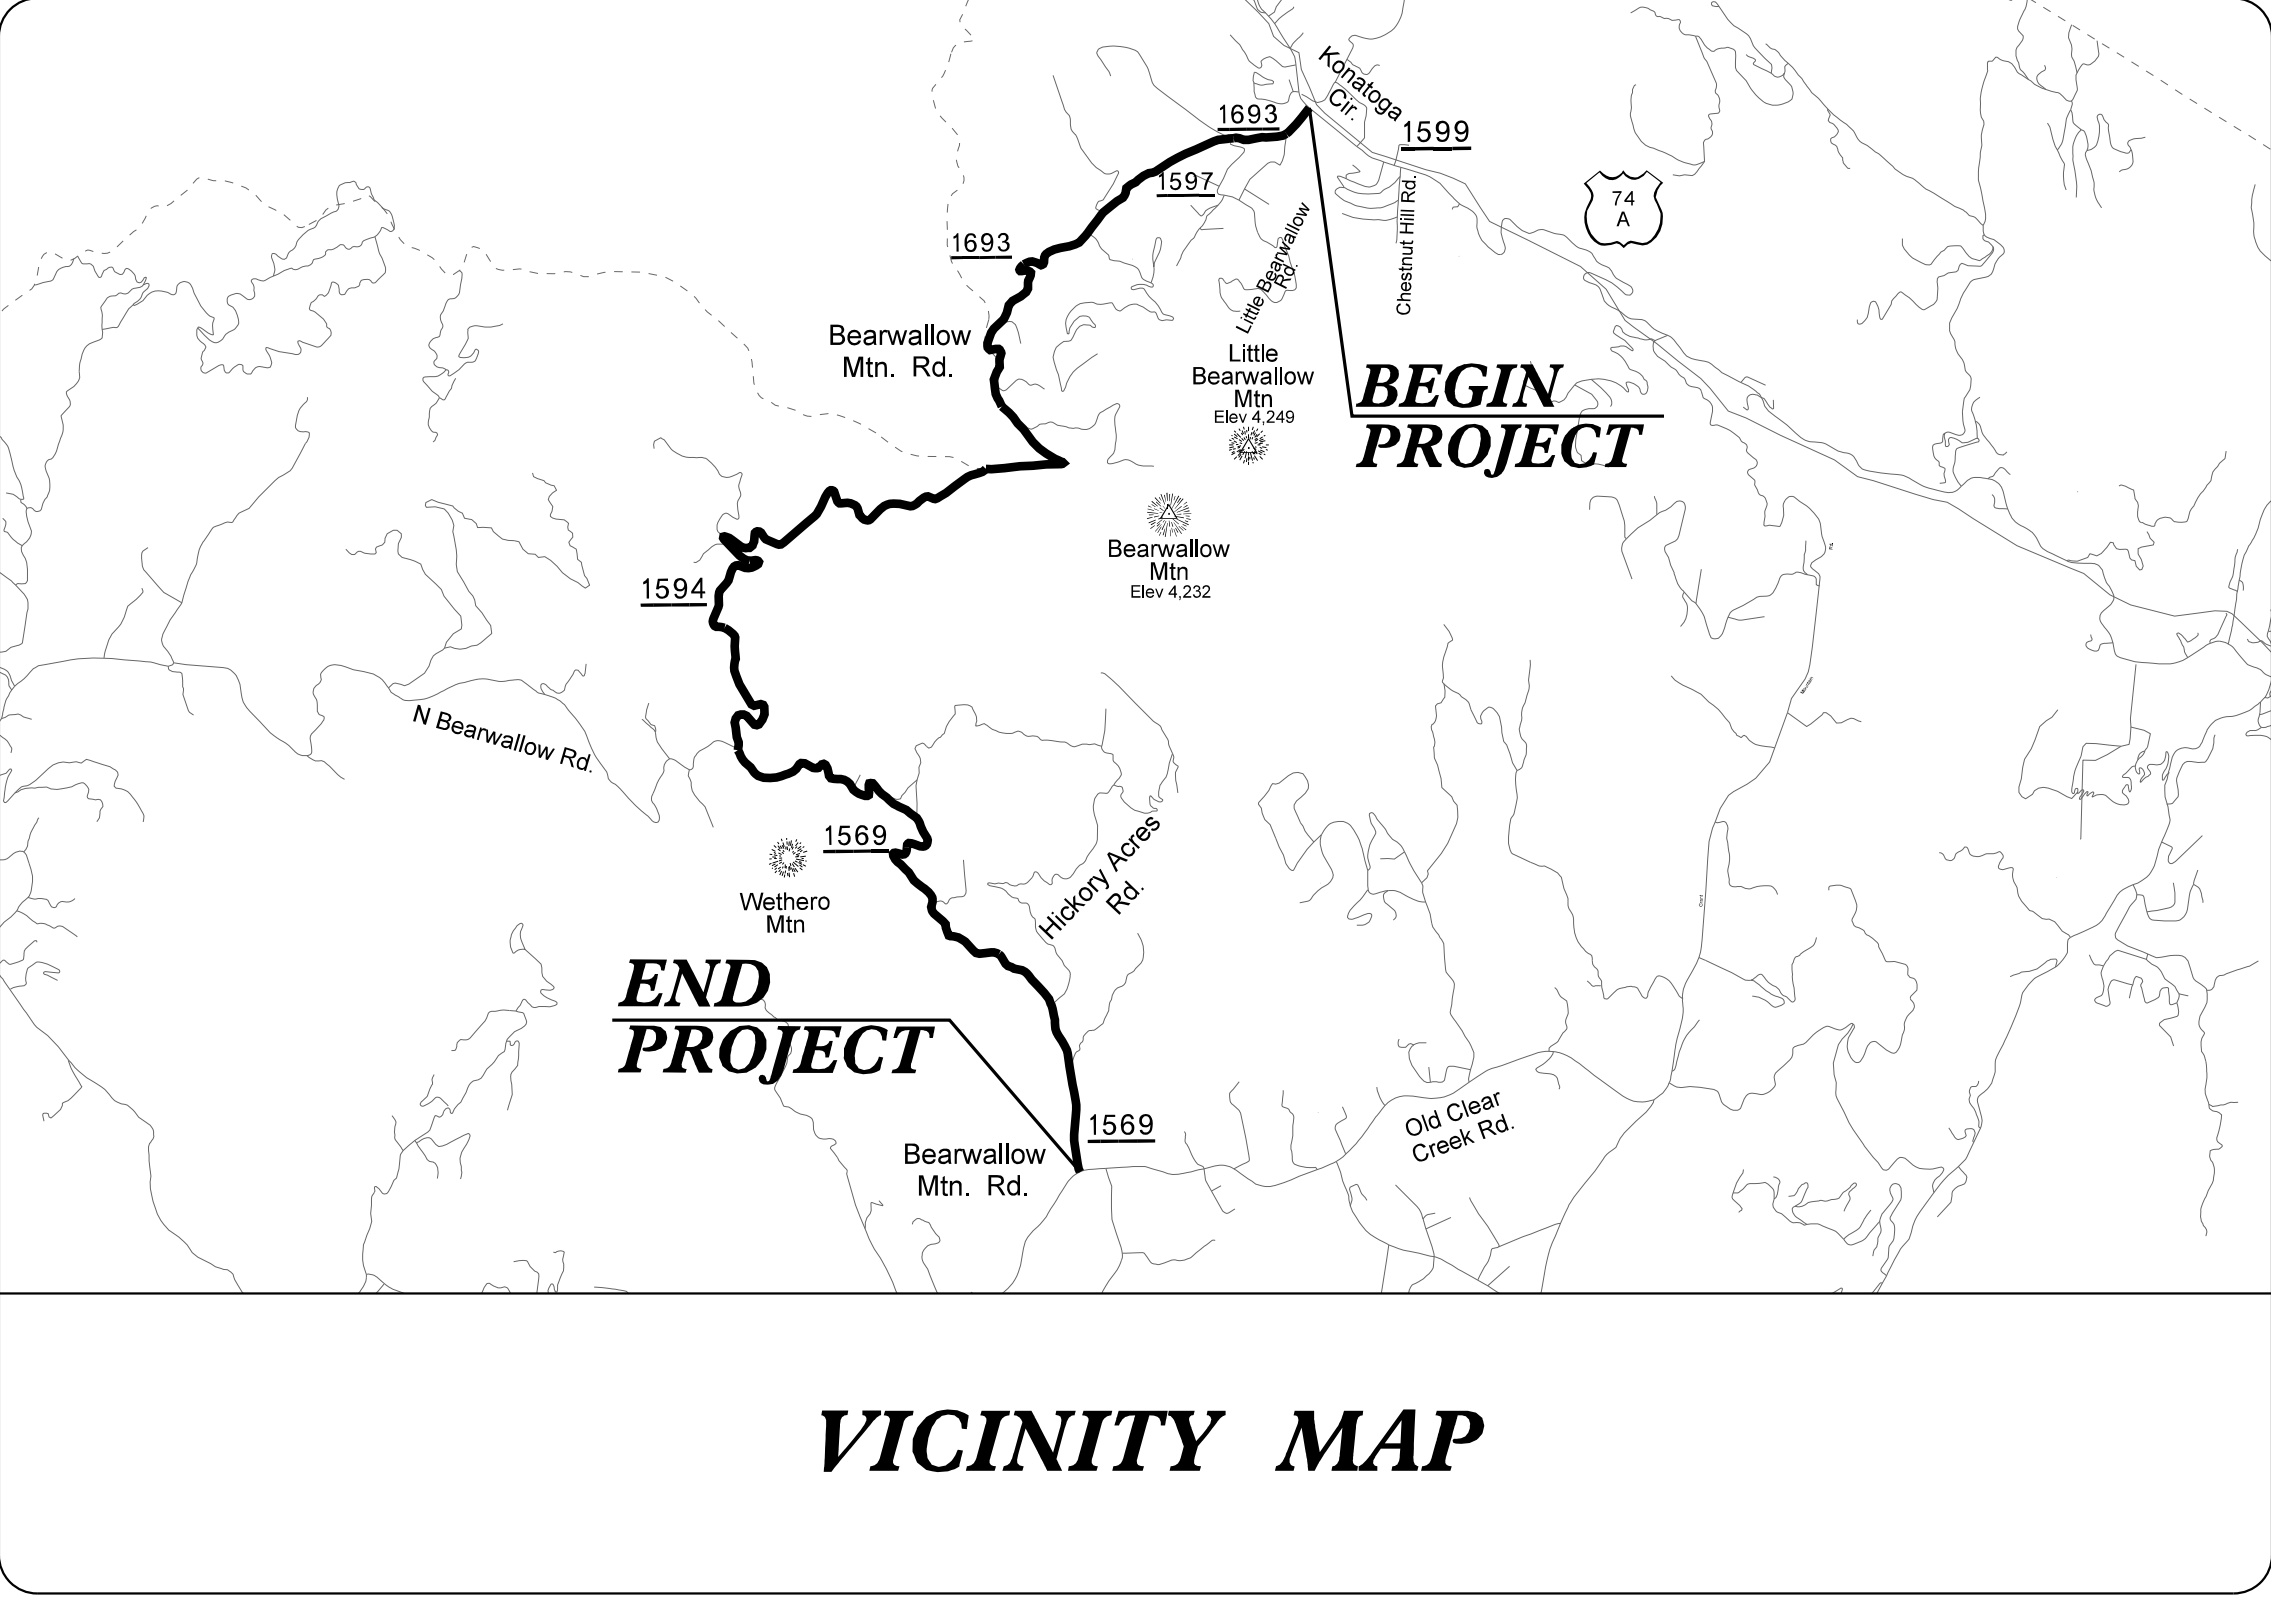 Konatoga
Cir.
1693
1599
1597
74
A
Chestnut Hill Rd.
Little Bearwallow
Rd.
1693
Bearwallow
Mtn. Rd.
Little
Bearwallow
Mtn
Elev 4,249
BEGIN
PROJECT
Bearwallow
Mtn
Elev 4,232
1594
N Bearwallow Rd.
1569
Hickory Acres
Rd.
Wethero
Mtn
END
PROJECT
1569
Bearwallow
Mtn. Rd.
Old Clear
Creek Rd.
VICINITY MAP